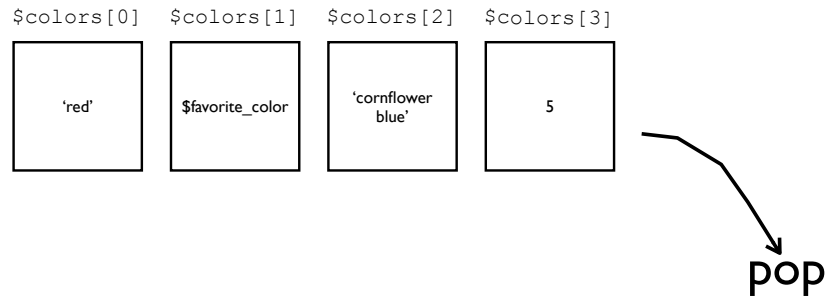 $colors[0] $colors[1] $colors[2] $colors[3]
‘red’ $favorite_color ‘cornflower
blue’ 5
pop